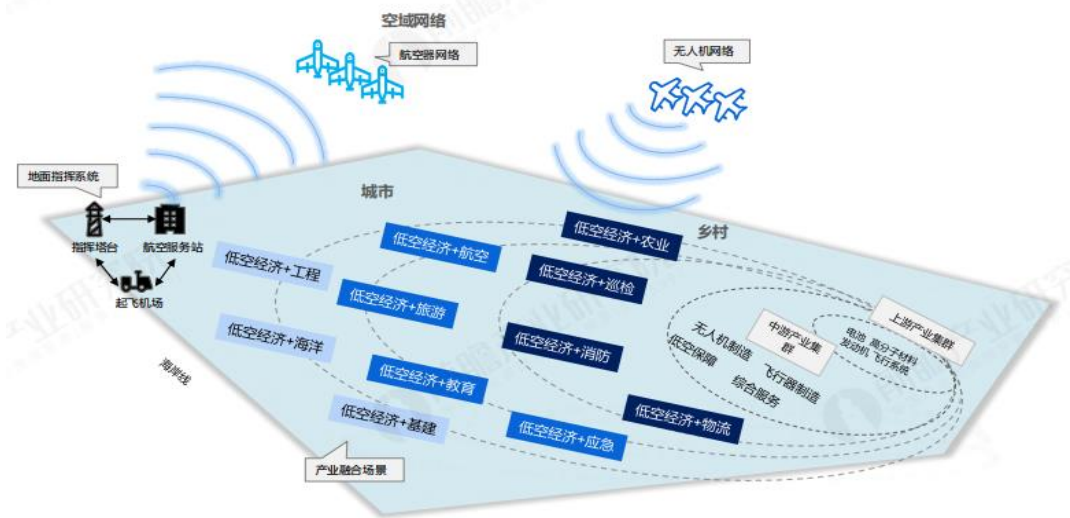 空域网络
航空器网络
无人机网络
地面指挥系统
指挥塔台
航空服务站
起飞机场
城市
乡村
低空经济+农业
低空经济+航空
低空经济+工程
低空经济+巡检
低空经济+旅游
低空经济+海洋
低空经济+消防
低空经济+教育
低空经济+基建
低空经济+物流
低空经济+应急
上游产业集群
电池 高分子材料
发动机 飞行系统
中游产业集
群
无人机制造
低空保障
飞行器制造
综合服务
海岸线
产业融合场景